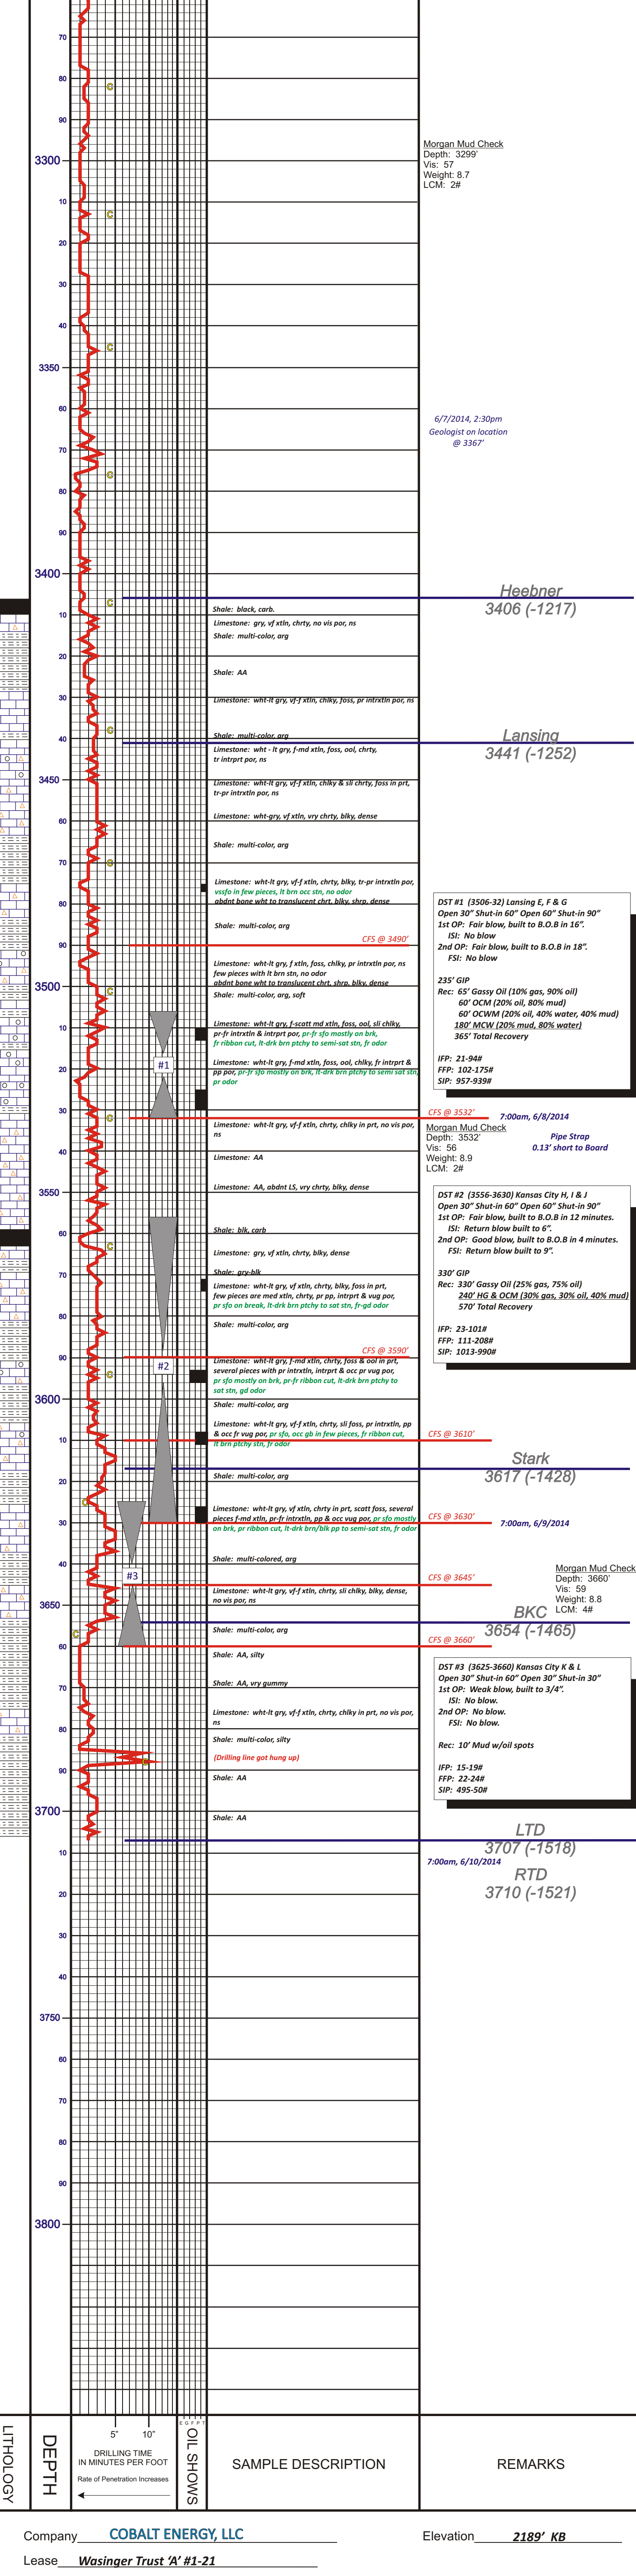 70
80
C
90
Morgan Mud Check
Depth: 3299'
Vis: 57
Weight: 8.7
LCM: 2#
3300
10
C
20
30
40
C
3350
60
6/7/2014, 2:30pm
Geologist on location
@ 3367'
70
C
80
90
3400
Heebner
3406 (-1217)
C
Shale: black, carb.
10
Limestone: gry, vf xtln, chrty, no vis por, ns
Shale: multi-color, arg
20
Shale: AA
30
Limestone: wht-lt gry, vf-f xtln, chlky, foss, pr intrxtln por, ns
C
Shale: multi-color, arg
Lansing
3441 (-1252)
40
Limestone: wht - lt gry, f-md xtln, foss, ool, chrty,
tr intrprt por, ns
3450
Limestone: wht-lt gry, vf-f xtln, chlky & sli chrty, foss in prt,
tr-pr intrxtln por, ns
60
Limestone: wht-gry, vf xtln, vry chrty, blky, dense
Shale: multi-color, arg
70
C
Limestone: wht-lt gry, vf-f xtln, chrty, blky, tr-pr intrxtln por,
vssfo in few pieces, lt brn occ stn, no odor
abdnt bone wht to translucent chrt, blky, shrp, dense
80
Shale: multi-color, arg
DST #1 (3506-32) Lansing E, F & G
Open 30" Shut-in 60" Open 60" Shut-in 90"
1st OP: Fair blow, built to B.O.B in 16".
ISI: No blow
2nd OP: Fair blow, built to B.O.B in 18".
FSI: No blow
235' GIP
Rec: 65' Gassy Oil (10% gas, 90% oil)
60' OCM (20% oil, 80% mud)
60' OCWM (20% oil, 40% water, 40% mud)
180' MCW (20% mud, 80% water)
365' Total Recovery
IFP: 21-94#
FFP: 102-175#
SIP: 957-939#
90
CFS @ 3490'
Limestone: wht-lt gry, vf-f xtln, foss, chlky, pr intrxtln por, ns
few pieces with lt brn stn, no odor
abdnt bone wht to translucent chrt, shrp, blky, dense
3500
C
Shale: multi-color, arg, soft
10
Limestone: wht-lt gry, f-scatt md xtln, foss, ool, sli chlky,
pr-fr intrxtln & intrprt por, pr-fr sfo mostly on brk,
fr ribbon cut, lt-drk brn ptchy to semi-sat stn, fr odor
#1
20
Limestone: wht-lt gry, f-md xtln, foss, ool, chlky, fr intrprt &
pp por, pr-fr sfo mostly on brk, lt-drk brn ptchy to semi sat stn,
pr odor
30
C
CFS @ 3532'
7:00am, 6/8/2014
Limestone: wht-lt gry, vf-f xtln, chrty, chlky in prt, no vis por,
ns
Morgan Mud Check
Depth: 3532'
Vis: 56
Weight: 8.9
LCM: 2#
Pipe Strap
0.13' short to Board
40
Limestone: AA
3550
Limestone: AA, abdnt LS, vry chrty, blky, dense
DST #2 (3556-3630) Kansas City H, I & J
Open 30" Shut-in 60" Open 60" Shut-in 90"
1st OP: Fair blow, built to B.O.B in 12 minutes.
ISI: Return blow built to 6".
2nd OP: Good blow, built to B.O.B in 4 minutes.
FSI: Return blow built to 9".
330' GIP
Rec: 330' Gassy Oil (25% gas, 75% oil)
240' HG & OCM (30% gas, 30% oil, 40% mud)
570' Total Recovery
IFP: 23-101#
FFP: 111-208#
SIP: 1013-990#
60
Shale: blk, carb
C
Limestone: gry, vf xtln, chrty, blky, dense
Shale: gry-blk
70
Limestone: wht-lt gry, vf xtln, chrty, blky, foss in prt,
few pieces are med xtln, chrty, pr pp, intrprt & vug por,
pr sfo on break, lt-drk brn ptchy to sat stn, fr-gd odor
80
Shale: multi-color, arg
90
CFS @ 3590'
#2
Limestone: wht-lt gry, f-md xtln, chrty, foss & ool in prt,
several pieces with pr intrxtln, intrprt & occ pr vug por,
pr sfo mostly on brk, pr-fr ribbon cut, lt-drk brn ptchy to
sat stn, gd odor
C
3600
Shale: multi-color, arg
Limestone: wht-lt gry, vf-f xtln, chrty, sli foss, pr intrxtln, pp
& occ fr vug por, pr sfo, occ gb in few pieces, fr ribbon cut,
lt brn ptchy stn, fr odor
10
CFS @ 3610'
Stark
3617 (-1428)
20
Shale: multi-color, arg
C
Limestone: wht-lt gry, vf xtln, chrty in prt, scatt foss, several
pieces f-md xtln, pr-fr intrxtln, pp & occ vug por, pr sfo mostly
on brk, pr ribbon cut, lt-drk brn/blk pp to semi-sat stn, fr odor
30
CFS @ 3630'
7:00am, 6/9/2014
40
Shale: multi-colored, arg
#3
CFS @ 3645'
Limestone: wht-lt gry, vf-f xtln, chrty, sli chlky, blky, dense,
no vis por, ns
Morgan Mud Check
Depth: 3660'
Vis: 59
Weight: 8.8
LCM: 4#
3650
BKC
3654 (-1465)
C
Shale: multi-color, arg
60
CFS @ 3660'
Shale: AA, silty
70
Shale: AA, vry gummy
DST #3 (3625-3660) Kansas City K & L
Open 30" Shut-in 60" Open 30" Shut-in 30"
1st OP: Weak blow, built to 3/4".
ISI: No blow.
2nd OP: No blow.
FSI: No blow.
Rec: 10' Mud w/oil spots
IFP: 15-19#
FFP: 22-24#
SIP: 495-50#
Limestone: wht-lt gry, vf-f xtln, chrty, chlky in prt, no vis por,
ns
80
Shale: multi-color, silty
(Drilling line got hung up)
C
90
Shale: AA
3700
Shale: AA
LTD
3707 (-1518)
7:00am, 6/10/2014
RTD
3710 (-1521)
10
20
30
40
3750
60
70
80
90
3800
LITHOLOGY
DEPTH
5"
10"
DRILLING TIME
IN MINUTES PER FOOT
Rate of Penetration Increases
E G F P T
OIL SHOWS
SAMPLE DESCRIPTION
REMARKS
Company COBALT ENERGY, LLC
Elevation 2189' KB
Lease Wasinger Trust 'A' #1-21